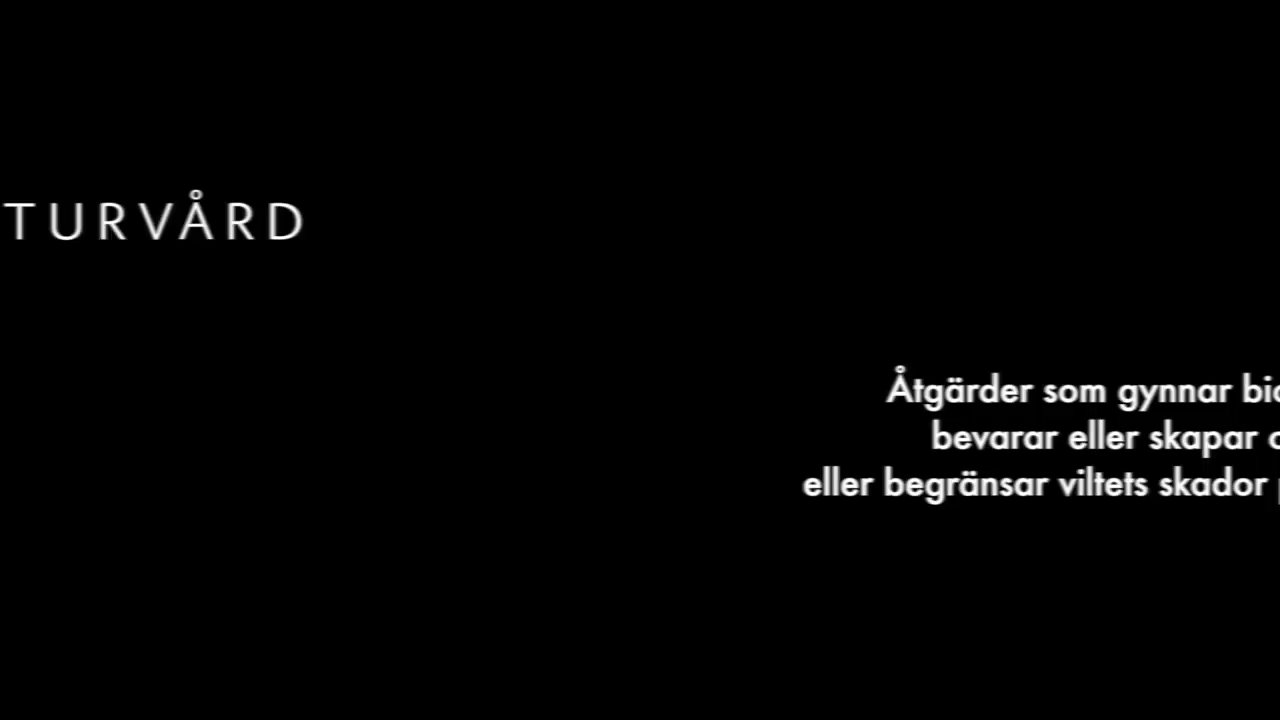 TURVÅRD
Åtgärder som gynnar
bevarar eller skapar
eller begränsar viltets skador